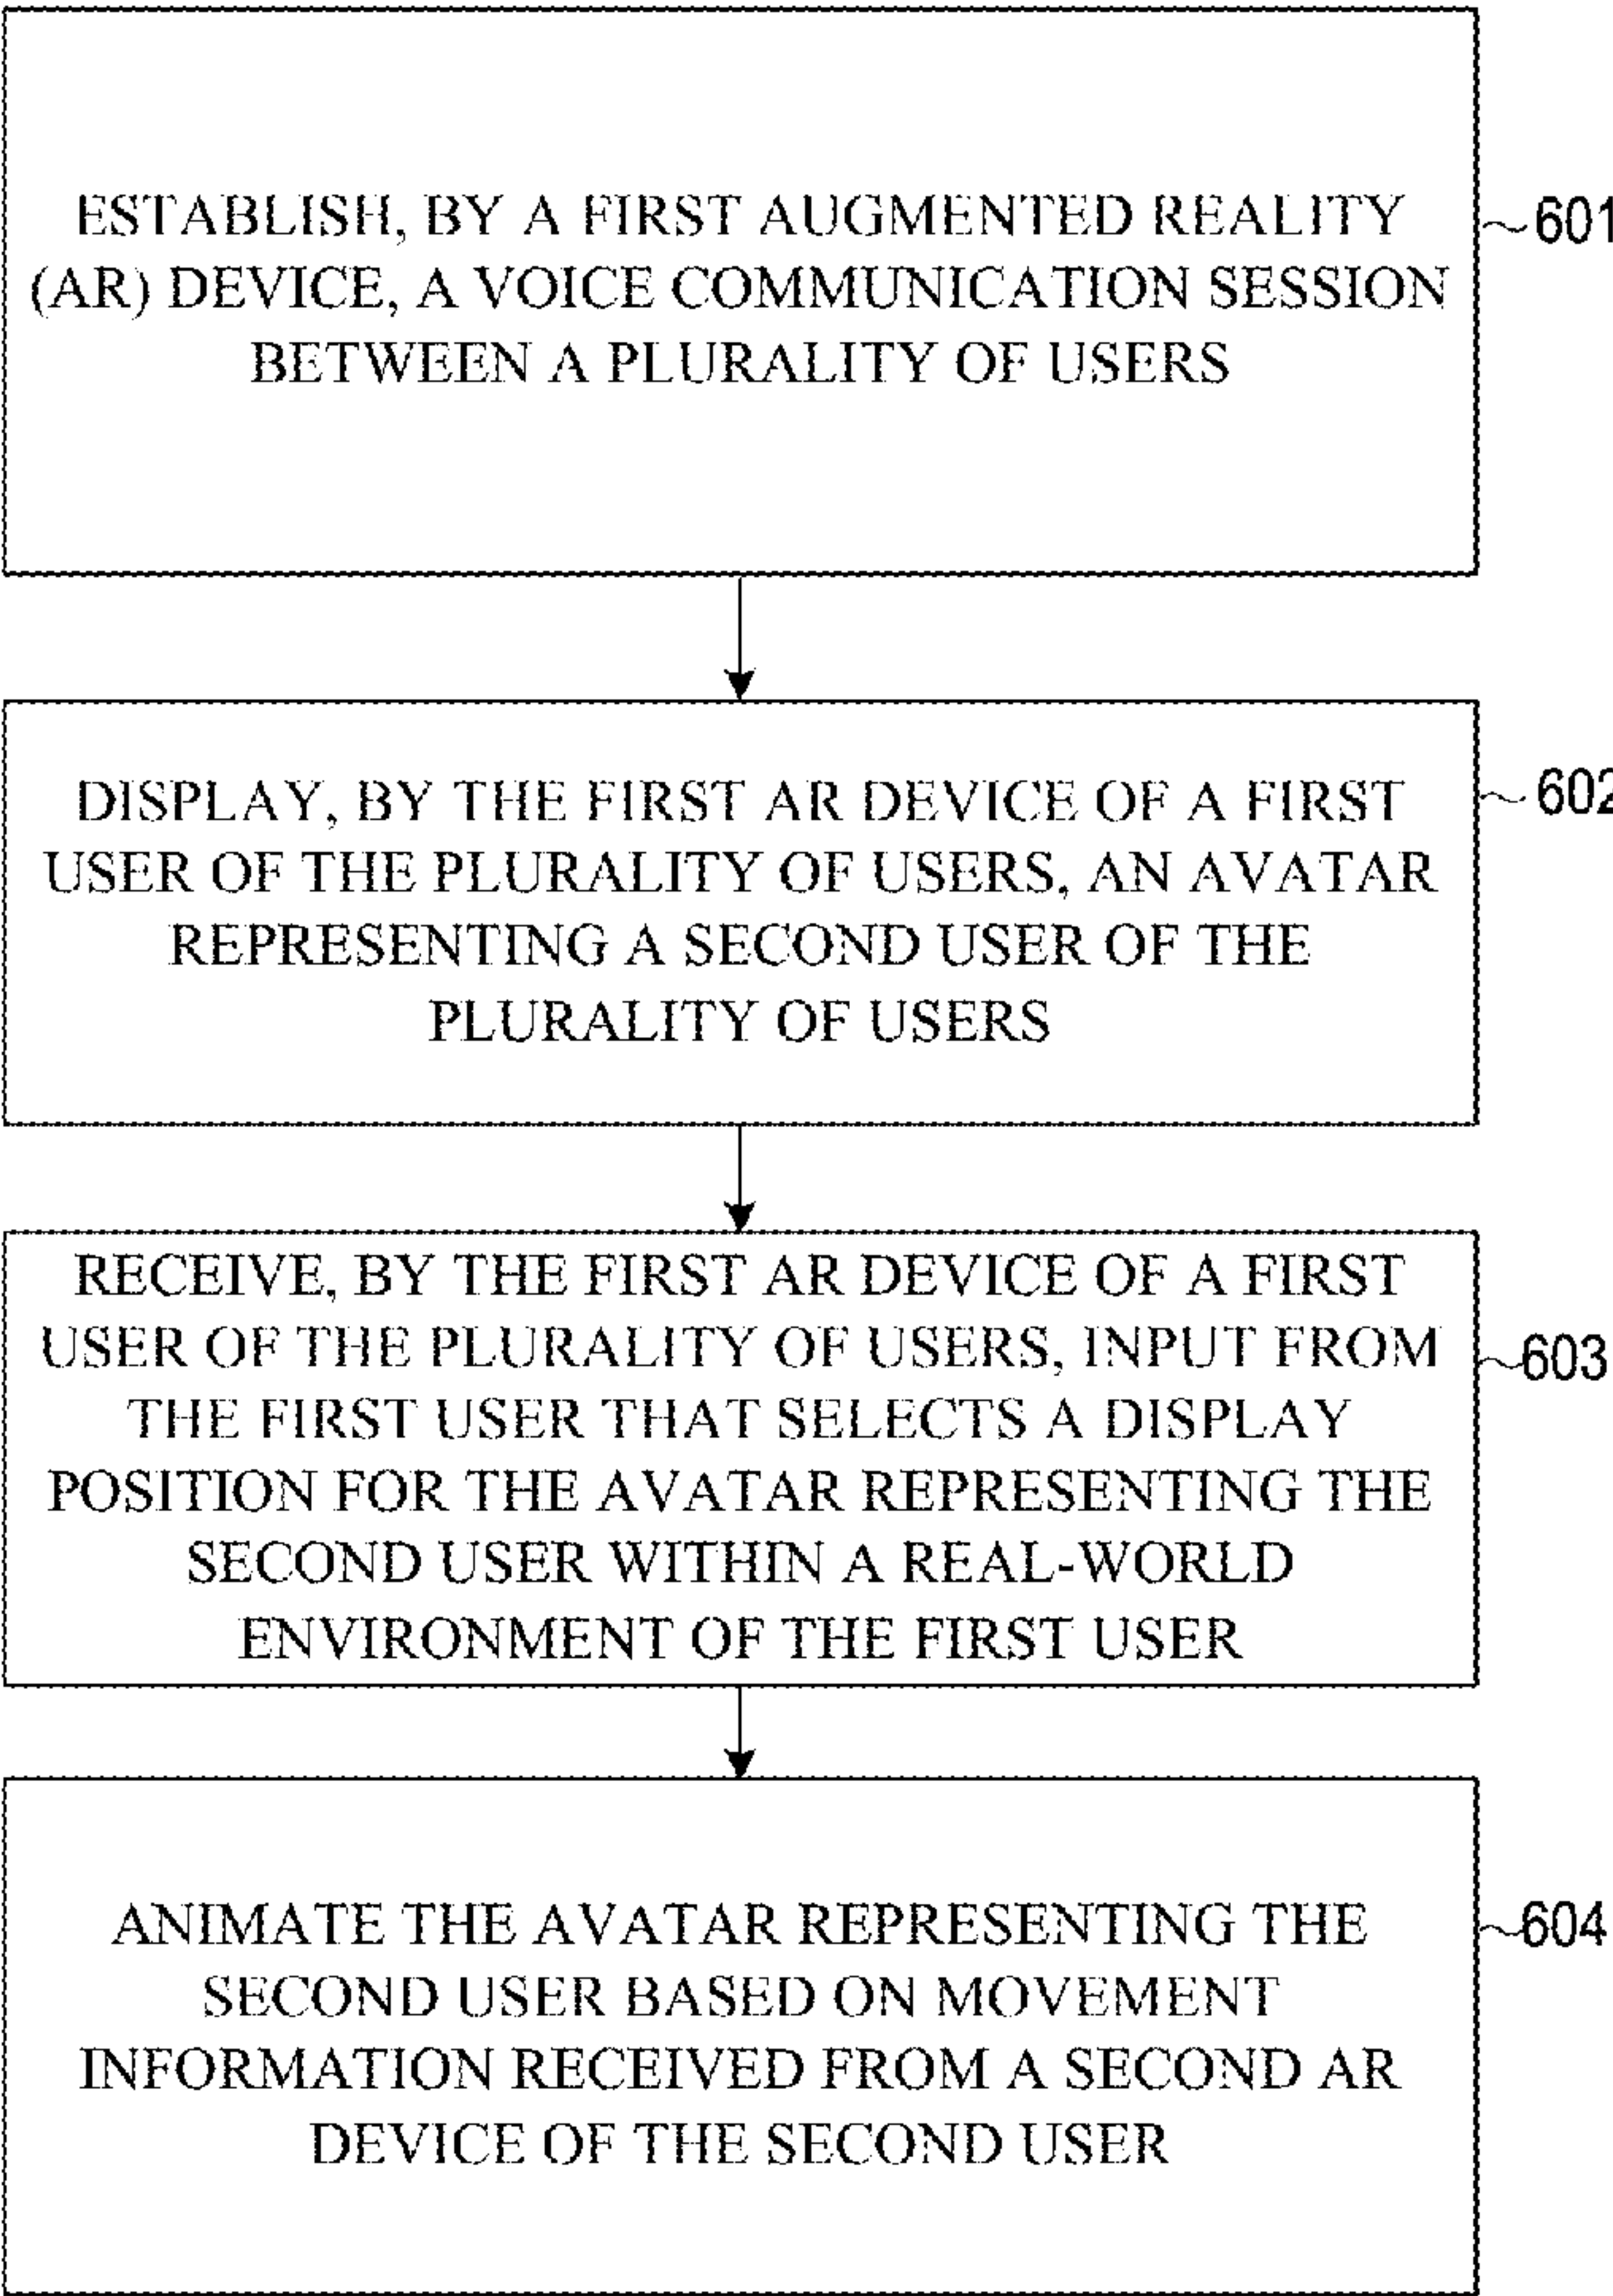 ESTABLISH, BY A FIRST AUGMENTED REALITY
(AR) DEVICE, A VOICE COMMUNICATION SESSION
BETWEEN A PLURALITY OF USERS
601
DISPLAY, BY THE FIRST AR DEVICE OF A FIRST
USER OF THE PLURALITY OF USERS, AN AVATAR
REPRESENTING A SECOND USER OF THE
PLURALITY OF USERS
602
RECEIVE, BY THE FIRST AR DEVICE OF A FIRST
USER OF THE PLURALITY OF USERS, INPUT FROM
THE FIRST USER THAT SELECTS A DISPLAY
POSITION FOR THE AVATAR REPRESENTING THE
SECOND USER WITHIN A REAL-WORLD
ENVIRONMENT OF THE FIRST USER
603
ANIMATE THE AVATAR REPRESENTING THE
SECOND USER BASED ON MOVEMENT
INFORMATION RECEIVED FROM A SECOND AR
DEVICE OF THE SECOND USER
604